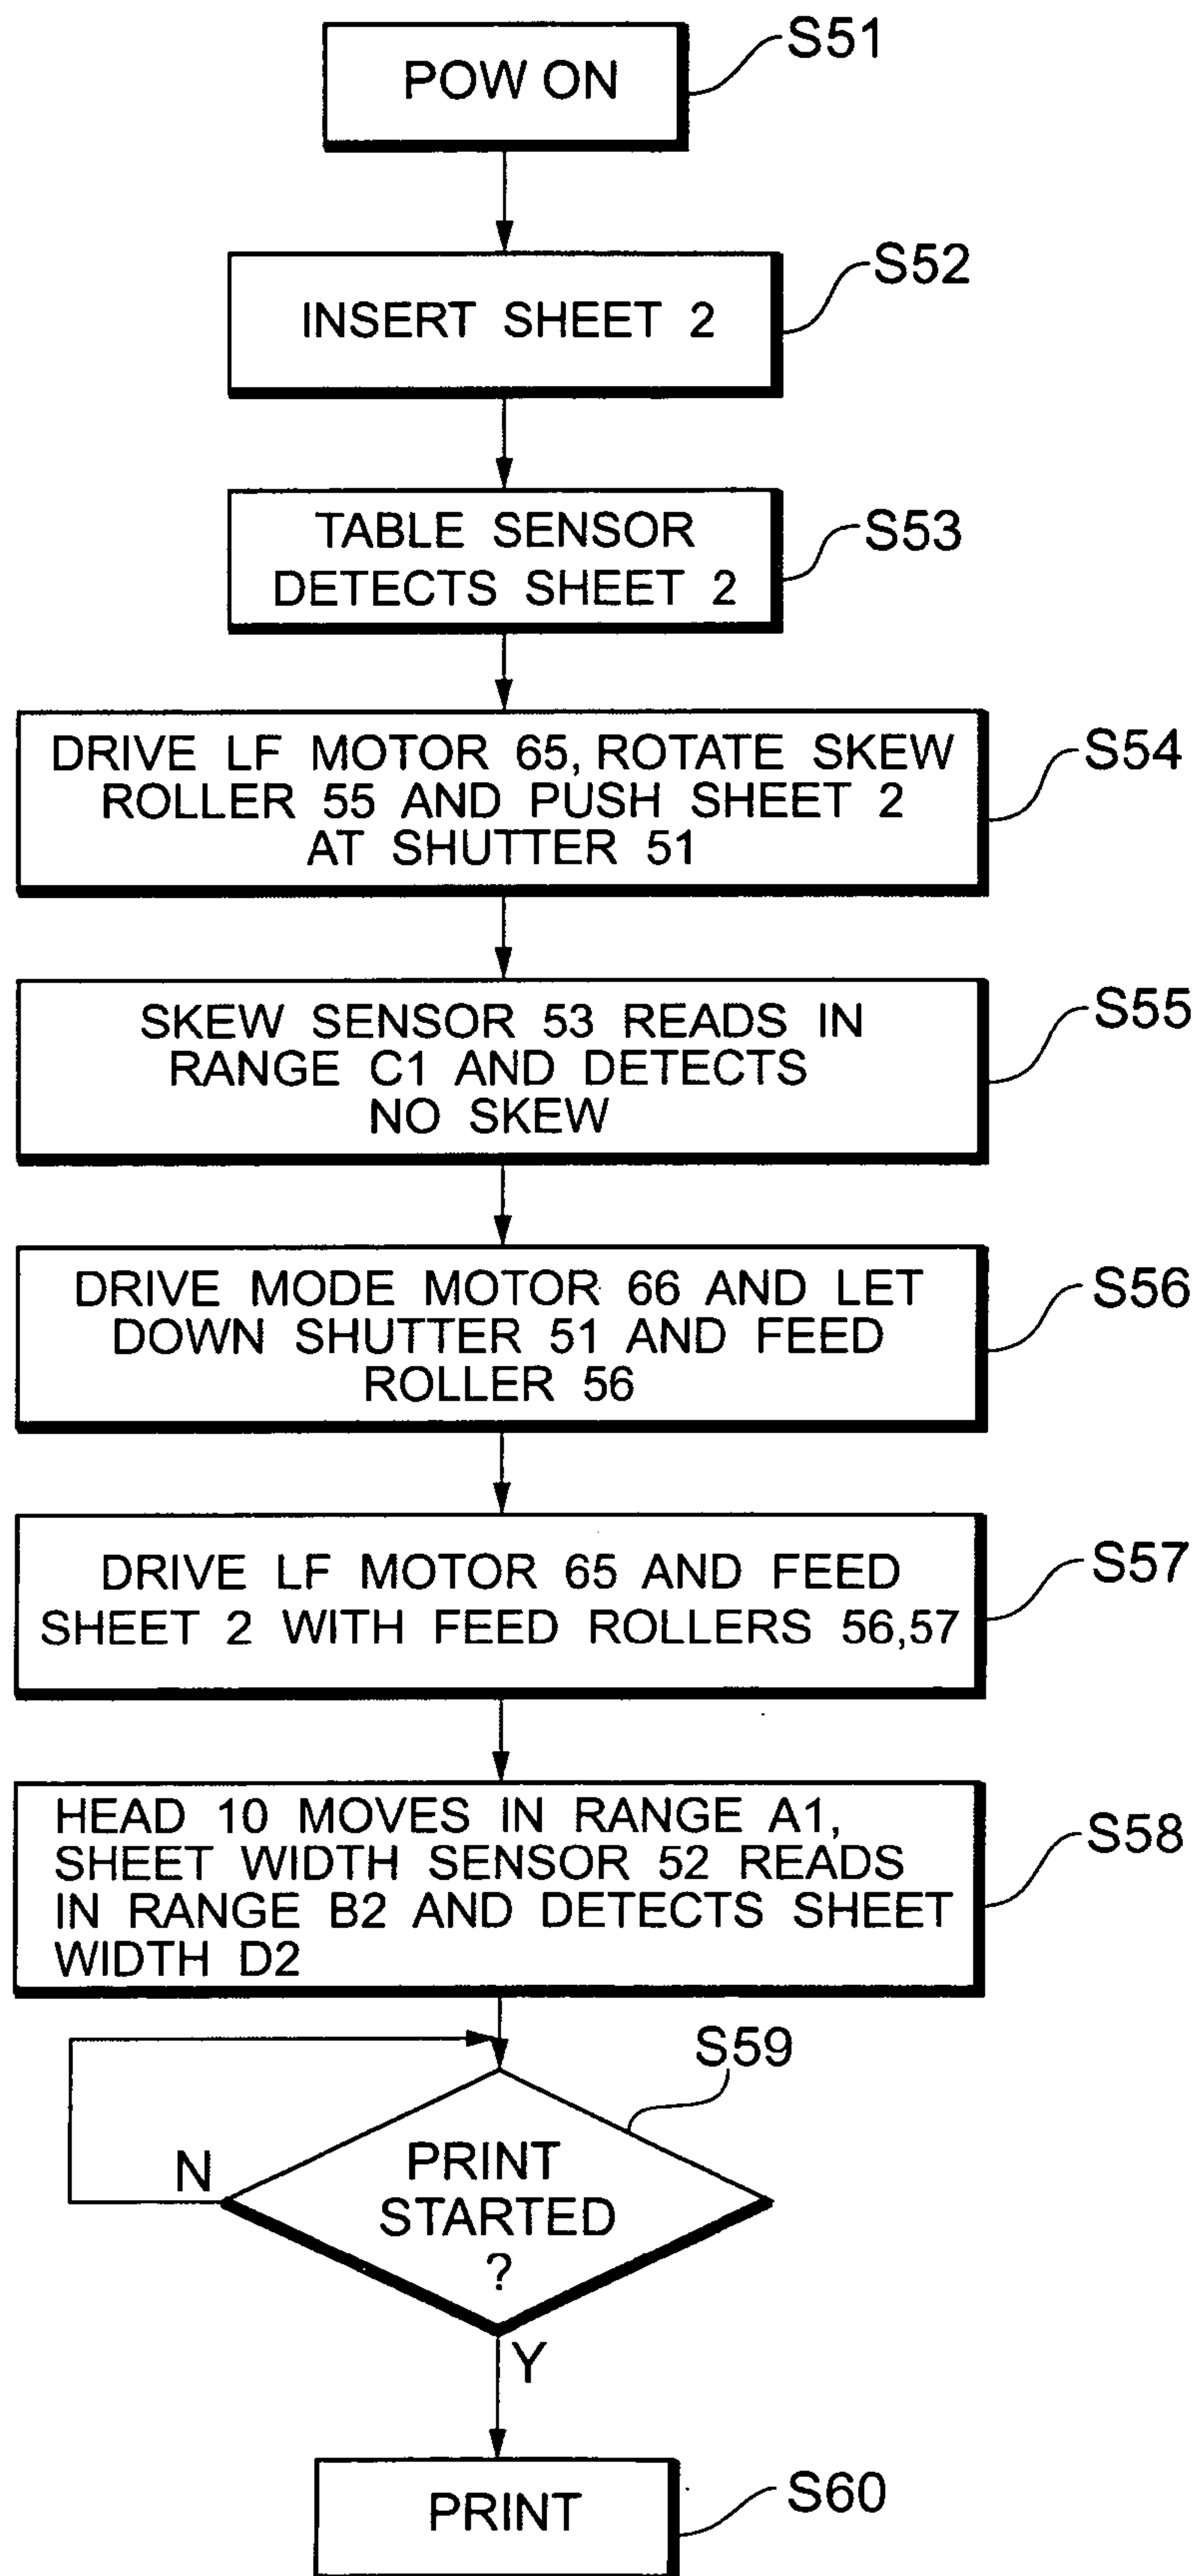 POW ON
S51
INSERT SHEET 2
S52
TABLE SENSOR
DETECTS SHEET 2
S53
DRIVE LF MOTOR 65, ROTATE SKEW
ROLLER 55 AND PUSH SHEET 2
AT SHUTTER 51
S54
SKEW SENSOR 53 READS IN
RANGE C1 AND DETECTS
NO SKEW
S55
DRIVE MODE MOTOR 66 AND LET
DOWN SHUTTER 51 AND FEED
ROLLER 56
S56
DRIVE LF MOTOR 65 AND FEED
SHEET 2 WITH FEED ROLLERS 56,57
S57
HEAD 10 MOVES IN RANGE A1,
SHEET WIDTH SENSOR 52 READS
IN RANGE B2 AND DETECTS SHEET
WIDTH D2
S58
S59
PRINT
STARTED
?
N
Y
PRINT
S60